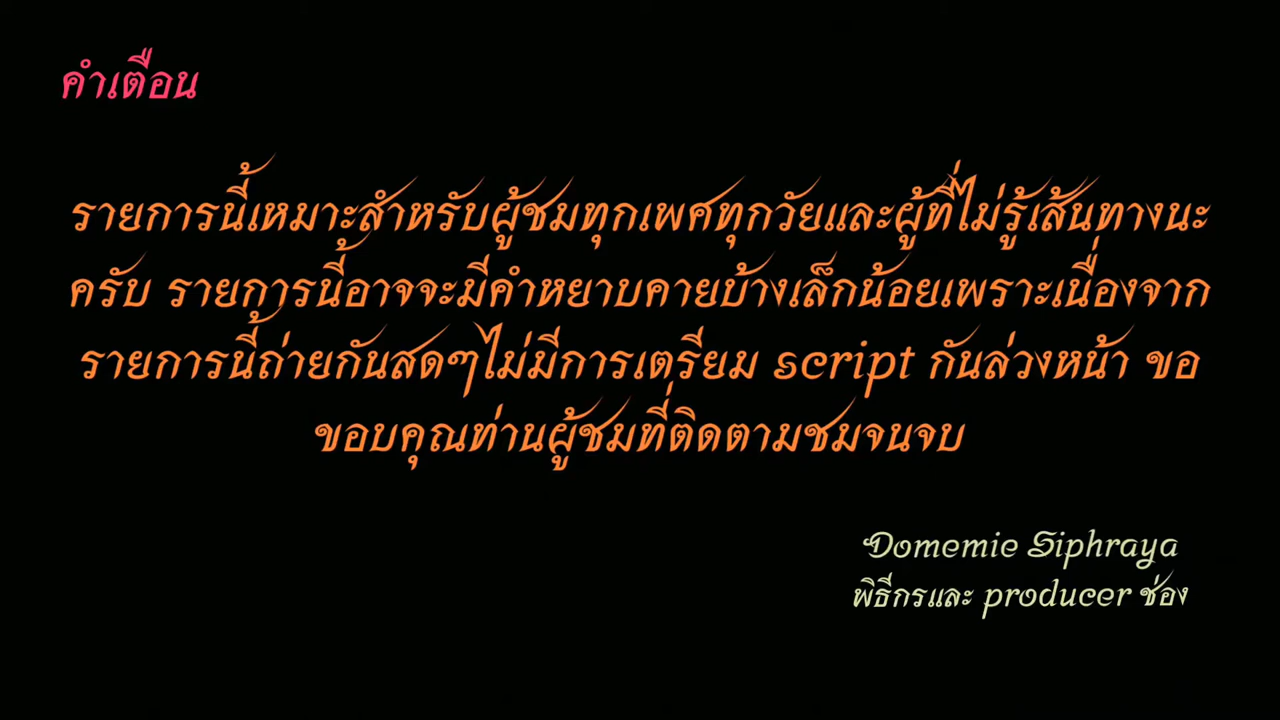 คำเตือน
รายการนี้เหมาะสำหรับผู้ชมทุกเพศทุกวัยและผู้ที่ไม่รู้เส้นทางนะ
ครับ รายการนี้อาจจะมีคำหยาบคายบ้างเล็กน้อยเพราะเนื่องจาก
รายการนี้ถ่ายกันสดๆไม่มีการเตรียม script กันล่วงหน้า ขอ
ขอบคุณท่านผู้ชมที่ติดตามชมจนจบ
Domemie Siphraya
พิธีกรและ producer ช่อง